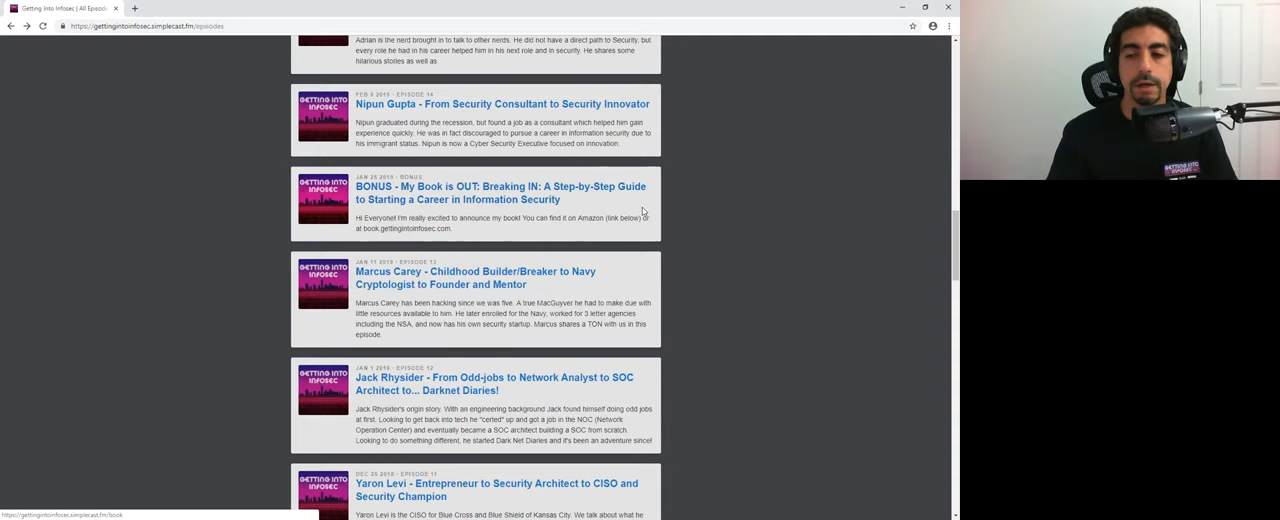 Getting Into Infosec | All Episode
https://gettingintoinfosec.simplecast.fm/episodes
Adrian is the nerd brought in to talk to other nerds. He did not have a direct path to Security, but
every role he had in his career helped him in his next role and in security. He shares some
hilarious stories as well as
FEB 9 2019 · EPISODE 14
GETTING INTO
INFOSEC
Nipun Gupta - From Security Consultant to Security Innovator
Nipun graduated during the recession, but found a job as a consultant which helped him gain
experience quickly. He was in fact discouraged to pursue a career in information security due to
his immigrant status. Nipun is now a Cyber Security Executive focused on innovation.
JAN 25 2019 · BONUS
GETTING INTO
INFOSEC
BONUS - My Book is OUT: Breaking IN: A Step-by-Step Guide
to Starting a Career in Information Security
Hi Everyone! I'm really excited to announce my book! You can find it on Amazon (link below) or
at book.gettingintoinfosec.com.
JAN 11 2019 · EPISODE 13
GETTING INTO
INFOSEC
Marcus Carey - Childhood Builder/Breaker to Navy
Cryptologist to Founder and Mentor
Marcus Carey has been hacking since we was five. A true MacGuyver he had to make due with
little resources available to him. He later enrolled for the Navy, worked for 3 letter agencies
including the NSA, and now has his own security startup. Marcus shares a TON with us in this
episode.
JAN 1 2019 · EPISODE 12
GETTING INTO
INFOSEC
Jack Rhysider - From Odd-jobs to Network Analyst to SOC
Architect to... Darknet Diaries!
Jack Rhysider's origin story. With an engineering background Jack found himself doing odd jobs
at first. Looking to get back into tech he "certed" up and got a job in the NOC (Network
Operation Center) and eventually became a SOC architect building a SOC from scratch.
Looking to do something different, he started Dark Net Diaries and it's been an adventure since!
DEC 25 2018 · EPISODE 11
GETTING INTO
INFOSEC
Yaron Levi - Entrepreneur to Security Architect to CISO and
Security Champion
Yaron Levi is the CISO for Blue Cross and Blue Shield of Kansas City. We talk about what he
https://gettingintoinfosec.simplecast.fm/book